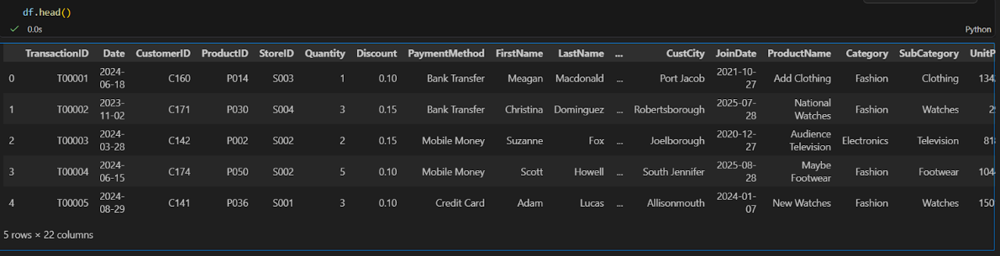 df.head()
0.0s
Python
TransactionID Date CustomerID ProductID StoreID Quantity Discount PaymentMethod FirstName LastName ... CustCity JoinDate ProductName Category SubCategory UnitP
0 T00001 2024-06-18 C160 P014 S003 1 0.10 Bank Transfer Meagan Macdonald ... Port Jacob 2021-10-27 Add Clothing Fashion Clothing 134
1 T00002 2023-11-02 C171 P030 S004 3 0.15 Bank Transfer Christina Dominguez ... Robertsborough 2025-07-28 National Watches Fashion Watches 2
2 T00003 2024-03-28 C142 P002 S002 2 0.15 Mobile Money Suzanne Fox ... Joelborough 2020-12-27 Audience Television Electronics Television 81
3 T00004 2024-06-15 C174 P050 S002 5 0.10 Mobile Money Scott Howell ... South Jennifer 2025-08-28 Maybe Footwear Fashion Footwear 104
4 T00005 2024-08-29 C141 P036 S001 3 0.10 Credit Card Adam Lucas ... Allisonmouth 2024-01-07 New Watches Fashion Watches 150
5 rows × 22 columns